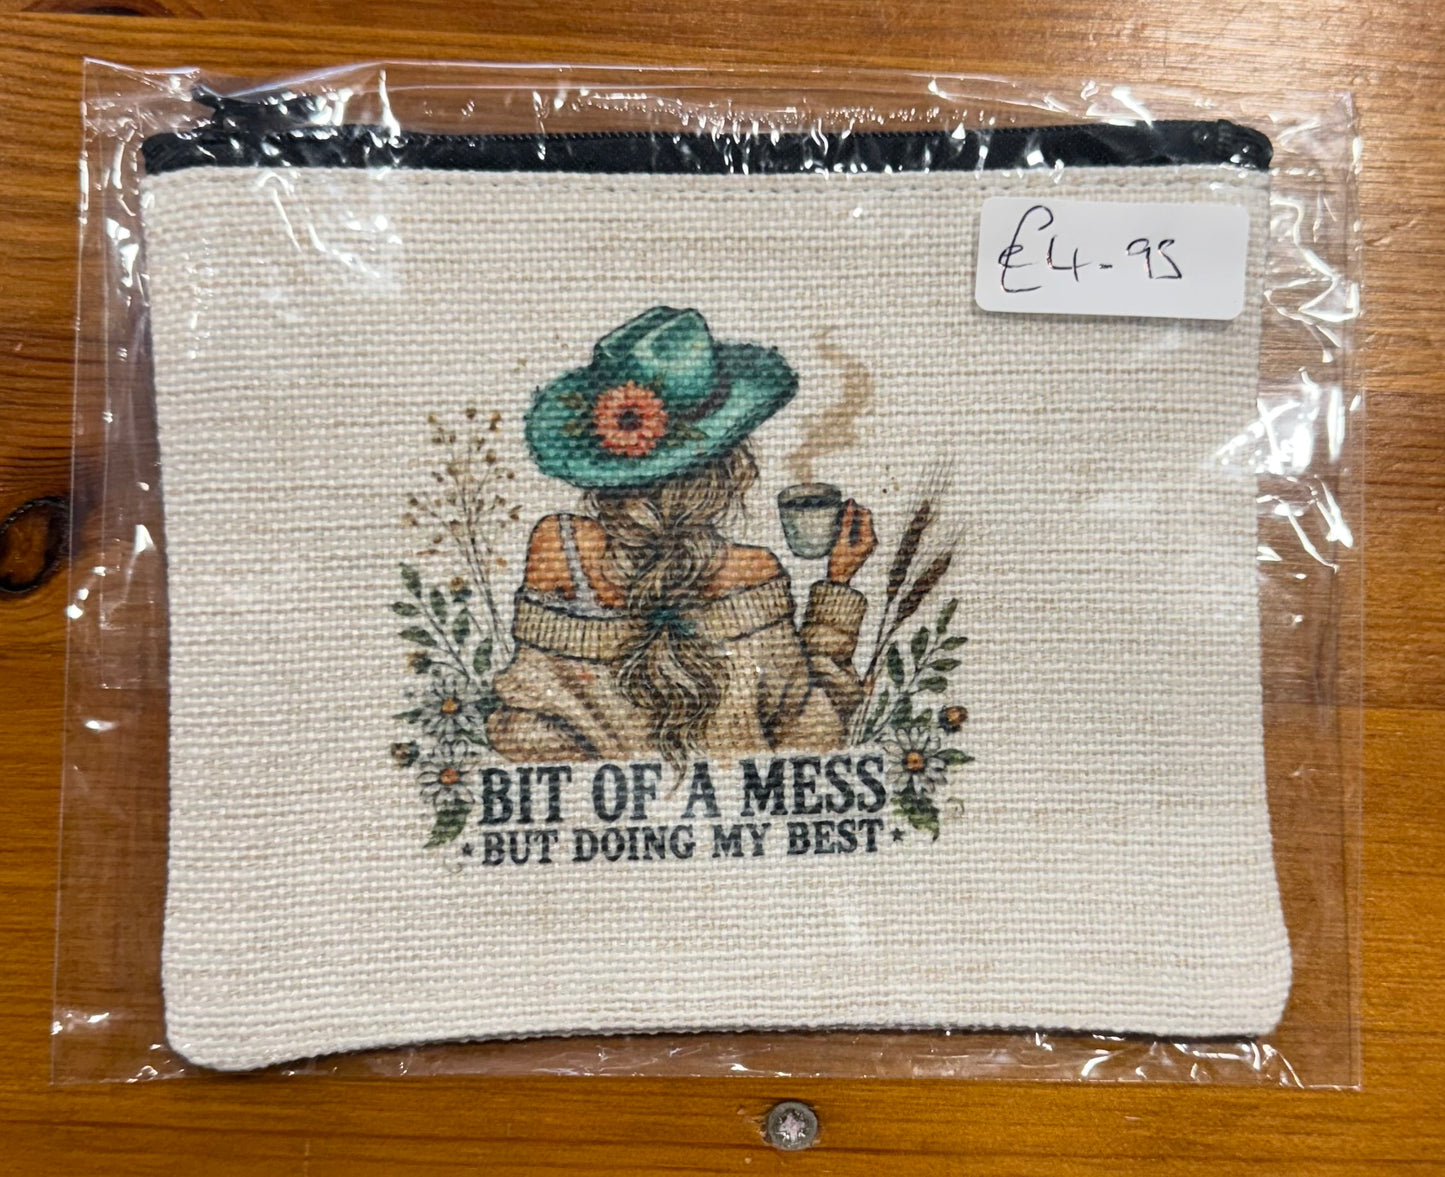 £4-95
BIT OF A MESS
★ BUT DOING MY BEST ★